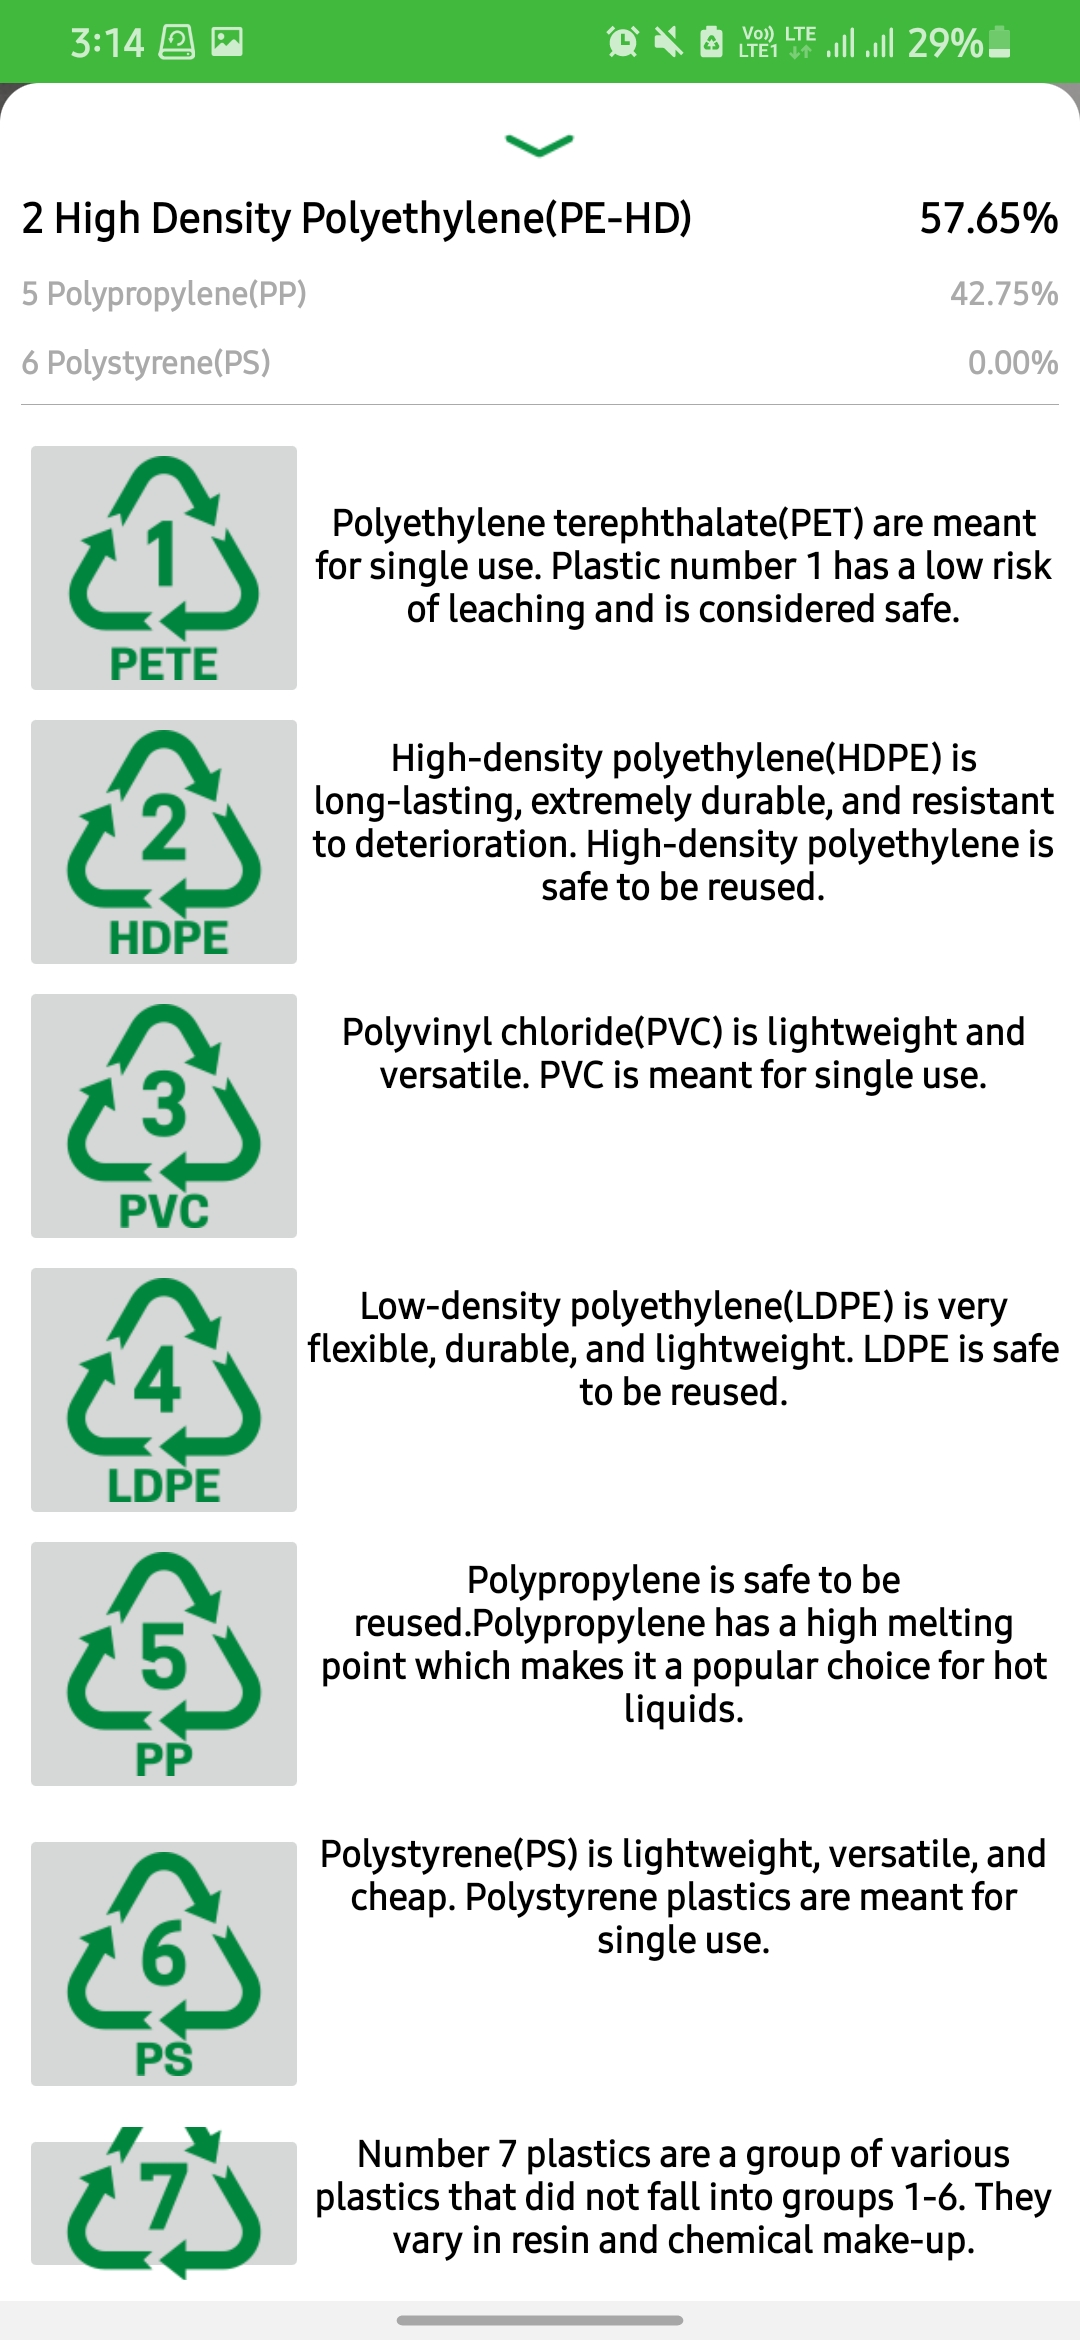 3:14
Vo)) LTE
LTE1
29%
2 High Density Polyethylene(PE-HD) 57.65%
5 Polypropylene(PP) 42.75%
6 Polystyrene(PS) 0.00%
1
PETE
Polyethylene terephthalate(PET) are meant
for single use. Plastic number 1 has a low risk
of leaching and is considered safe.
2
HDPE
High-density polyethylene(HDPE) is
long-lasting, extremely durable, and resistant
to deterioration. High-density polyethylene is
safe to be reused.
3
PVC
Polyvinyl chloride(PVC) is lightweight and
versatile. PVC is meant for single use.
4
LDPE
Low-density polyethylene(LDPE) is very
flexible, durable, and lightweight. LDPE is safe
to be reused.
5
PP
Polypropylene is safe to be
reused.Polypropylene has a high melting
point which makes it a popular choice for hot
liquids.
6
PS
Polystyrene(PS) is lightweight, versatile, and
cheap. Polystyrene plastics are meant for
single use.
7
Number 7 plastics are a group of various
plastics that did not fall into groups 1-6. They
vary in resin and chemical make-up.